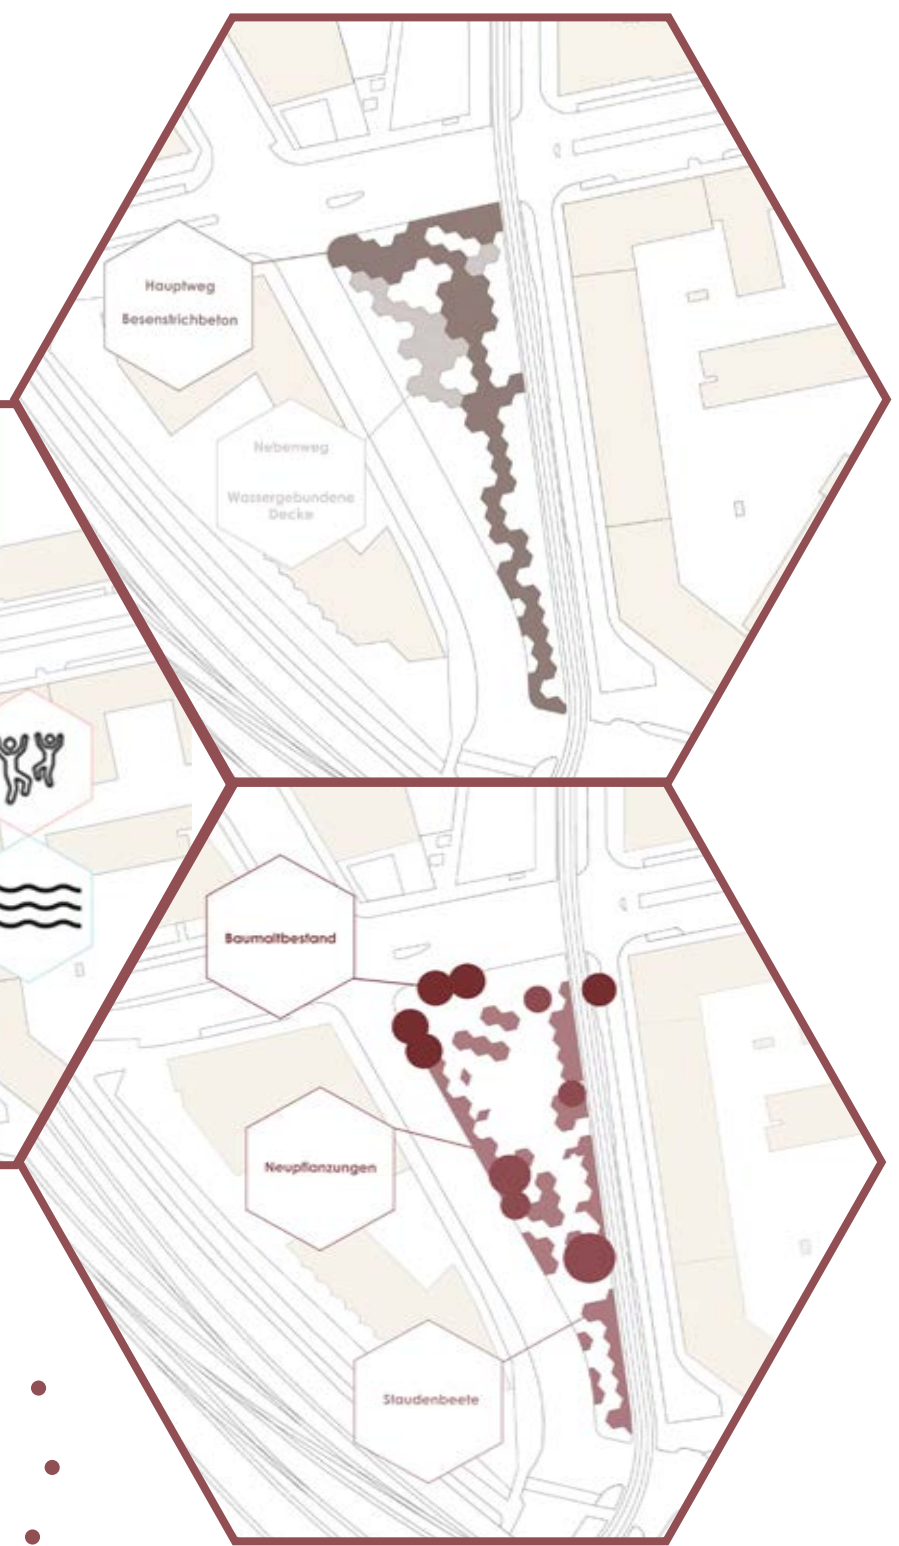 Hauptweg
Besenstrichbeton
Nebenweg
Wassergebundene
Decke
Baumaltbestand
Neupflanzungen
Staudenbeete